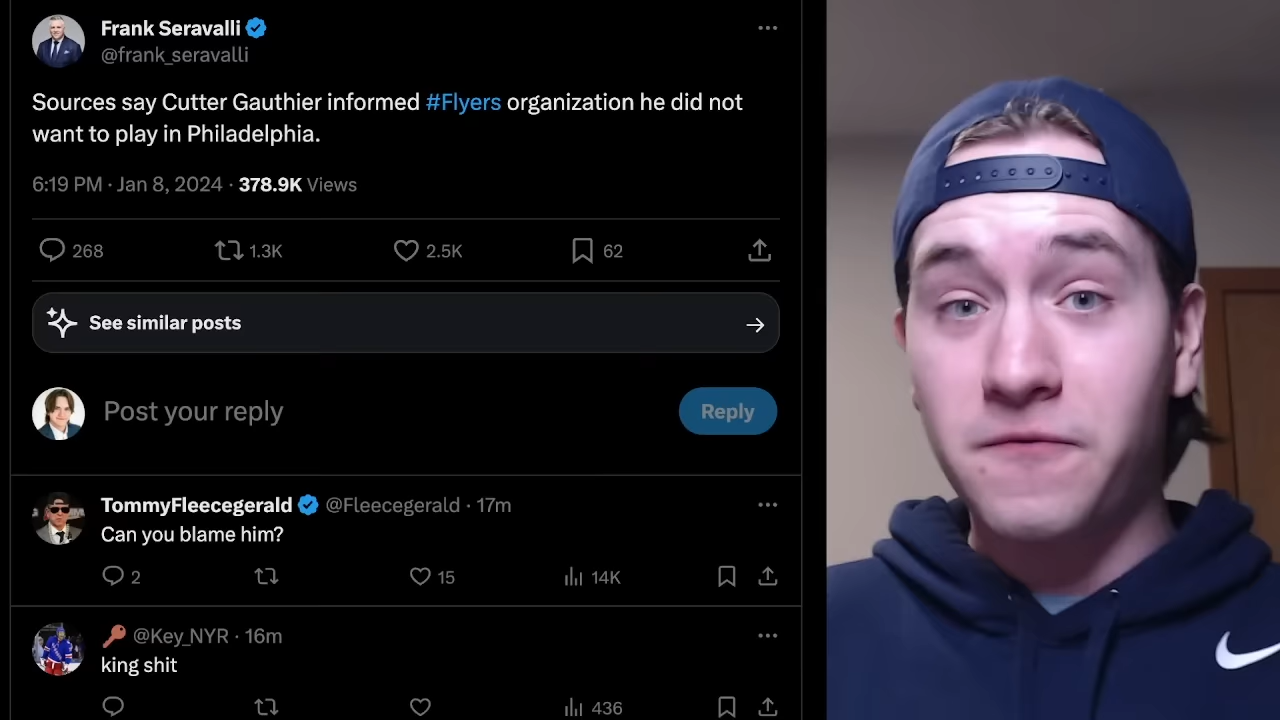 Frank Seravalli
@frank_seravalli
Sources say Cutter Gauthier informed #Flyers organization he did not
want to play in Philadelphia.
6:19 PM · Jan 8, 2024 · 378.9K Views
268 1.3K 2.5K 62
See similar posts
Post your reply Reply
TommyFleecegerald @Fleecegerald · 17m
Can you blame him?
2 15 14K
@Key_NYR · 16m
king shit
436